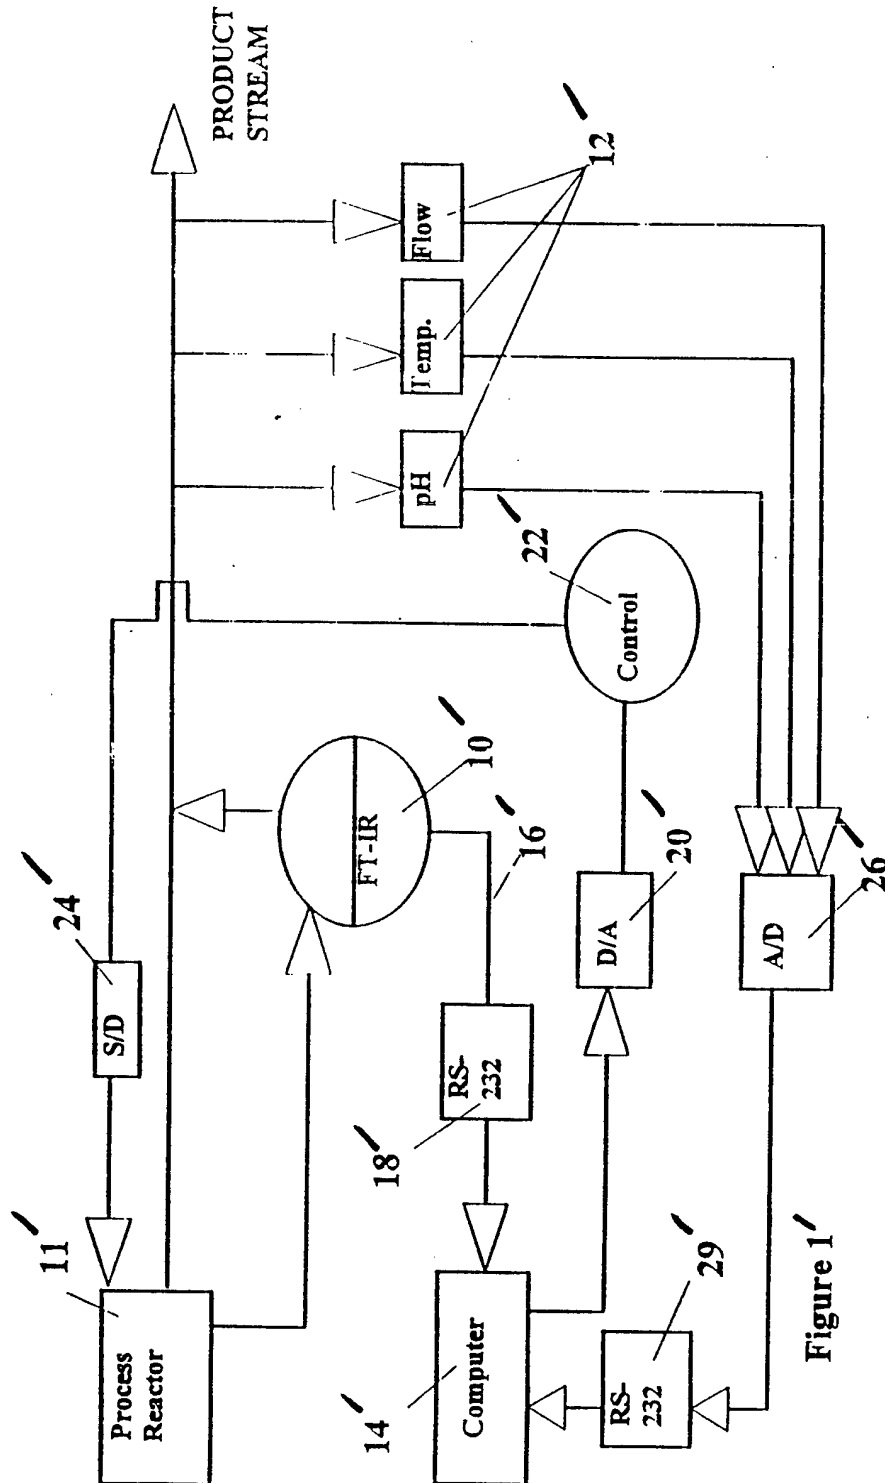 PRODUCT
STREAM
24′
S/D
11′
Process
Reactor
FT-IR
10′
16′
Flow
Temp.
pH
12′
22′
Control
RS-
232
18′
D/A
20′
Computer
14′
A/D
26′
RS-
232
29′
Figure 1′